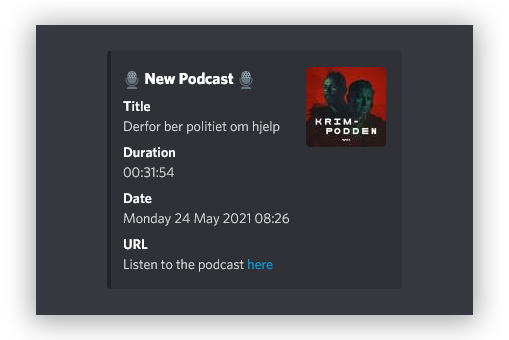 New Podcast
Title
Derfor ber politiet om hjelp
Duration
00:31:54
Date
Monday 24 May 2021 08:26
URL
Listen to the podcast here
KRIM-
PODDEN